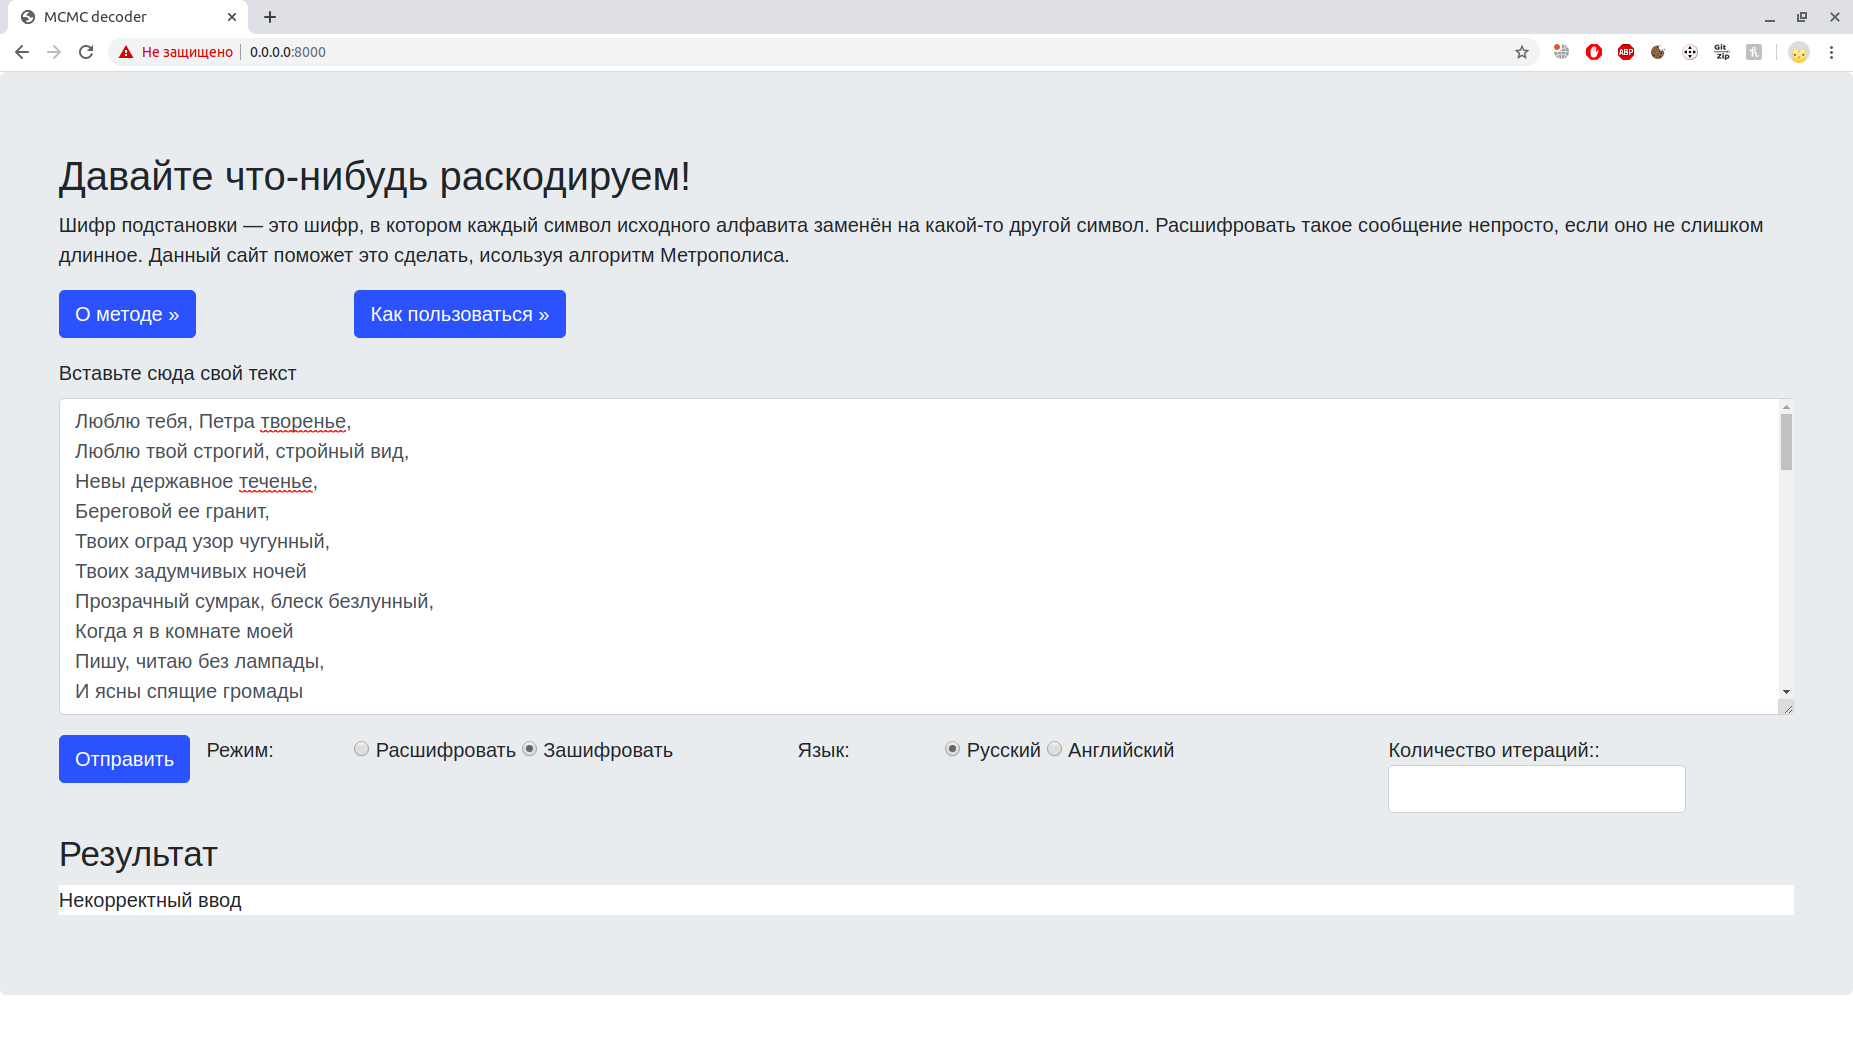 MCMC decoder
Не защищено
0.0.0.0:8000
ABP
Git
Zip
Давайте что-нибудь раскодируем!
Шифр подстановки — это шифр, в котором каждый символ исходного алфавита заменён на какой-то другой символ. Расшифровать такое сообщение непросто, если оно не слишком
длинное. Данный сайт поможет это сделать, исользуя алгоритм Метрополиса.
О методе » Как пользоваться »
Вставьте сюда свой текст
Люблю тебя, Петра творенье,
Люблю твой строгий, стройный вид,
Невы державное теченье,
Береговой ее гранит,
Твоих оград узор чугунный,
Твоих задумчивых ночей
Прозрачный сумрак, блеск безлунный,
Когда я в комнате моей
Пишу, читаю без лампады,
И ясны спящие громады
Отправить Режим: Расшифровать Зашифровать Язык: Русский Английский Количество итераций::
Результат
Некорректный ввод